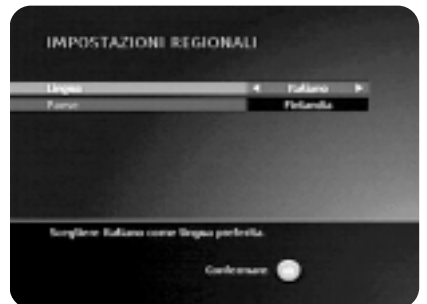 IMPOSTAZIONI REGIONALI
Lingua Italiano
Paese Finlandia
Scegliere Italiano come lingua preferita.
Confermare